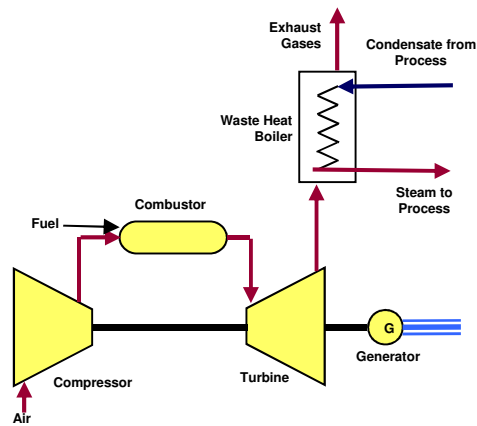 Exhaust
Gases
Condensate from
Process
Waste Heat
Boiler
Steam to
Process
Combustor
Fuel
G
Generator
Turbine
Compressor
Air